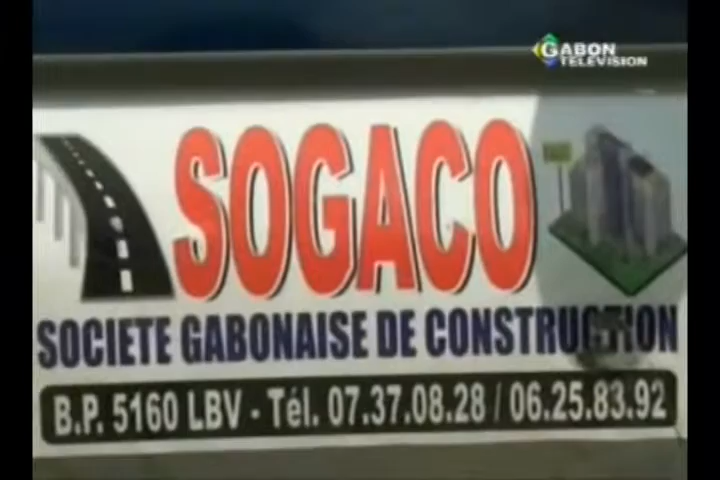 GABON
TELEVISION
SOGACO
SOCIETE GABONAISE DE CONSTRUCTION
B.P. 5160 LBV - Tél. 07.37.08.28 / 06.25.83.92